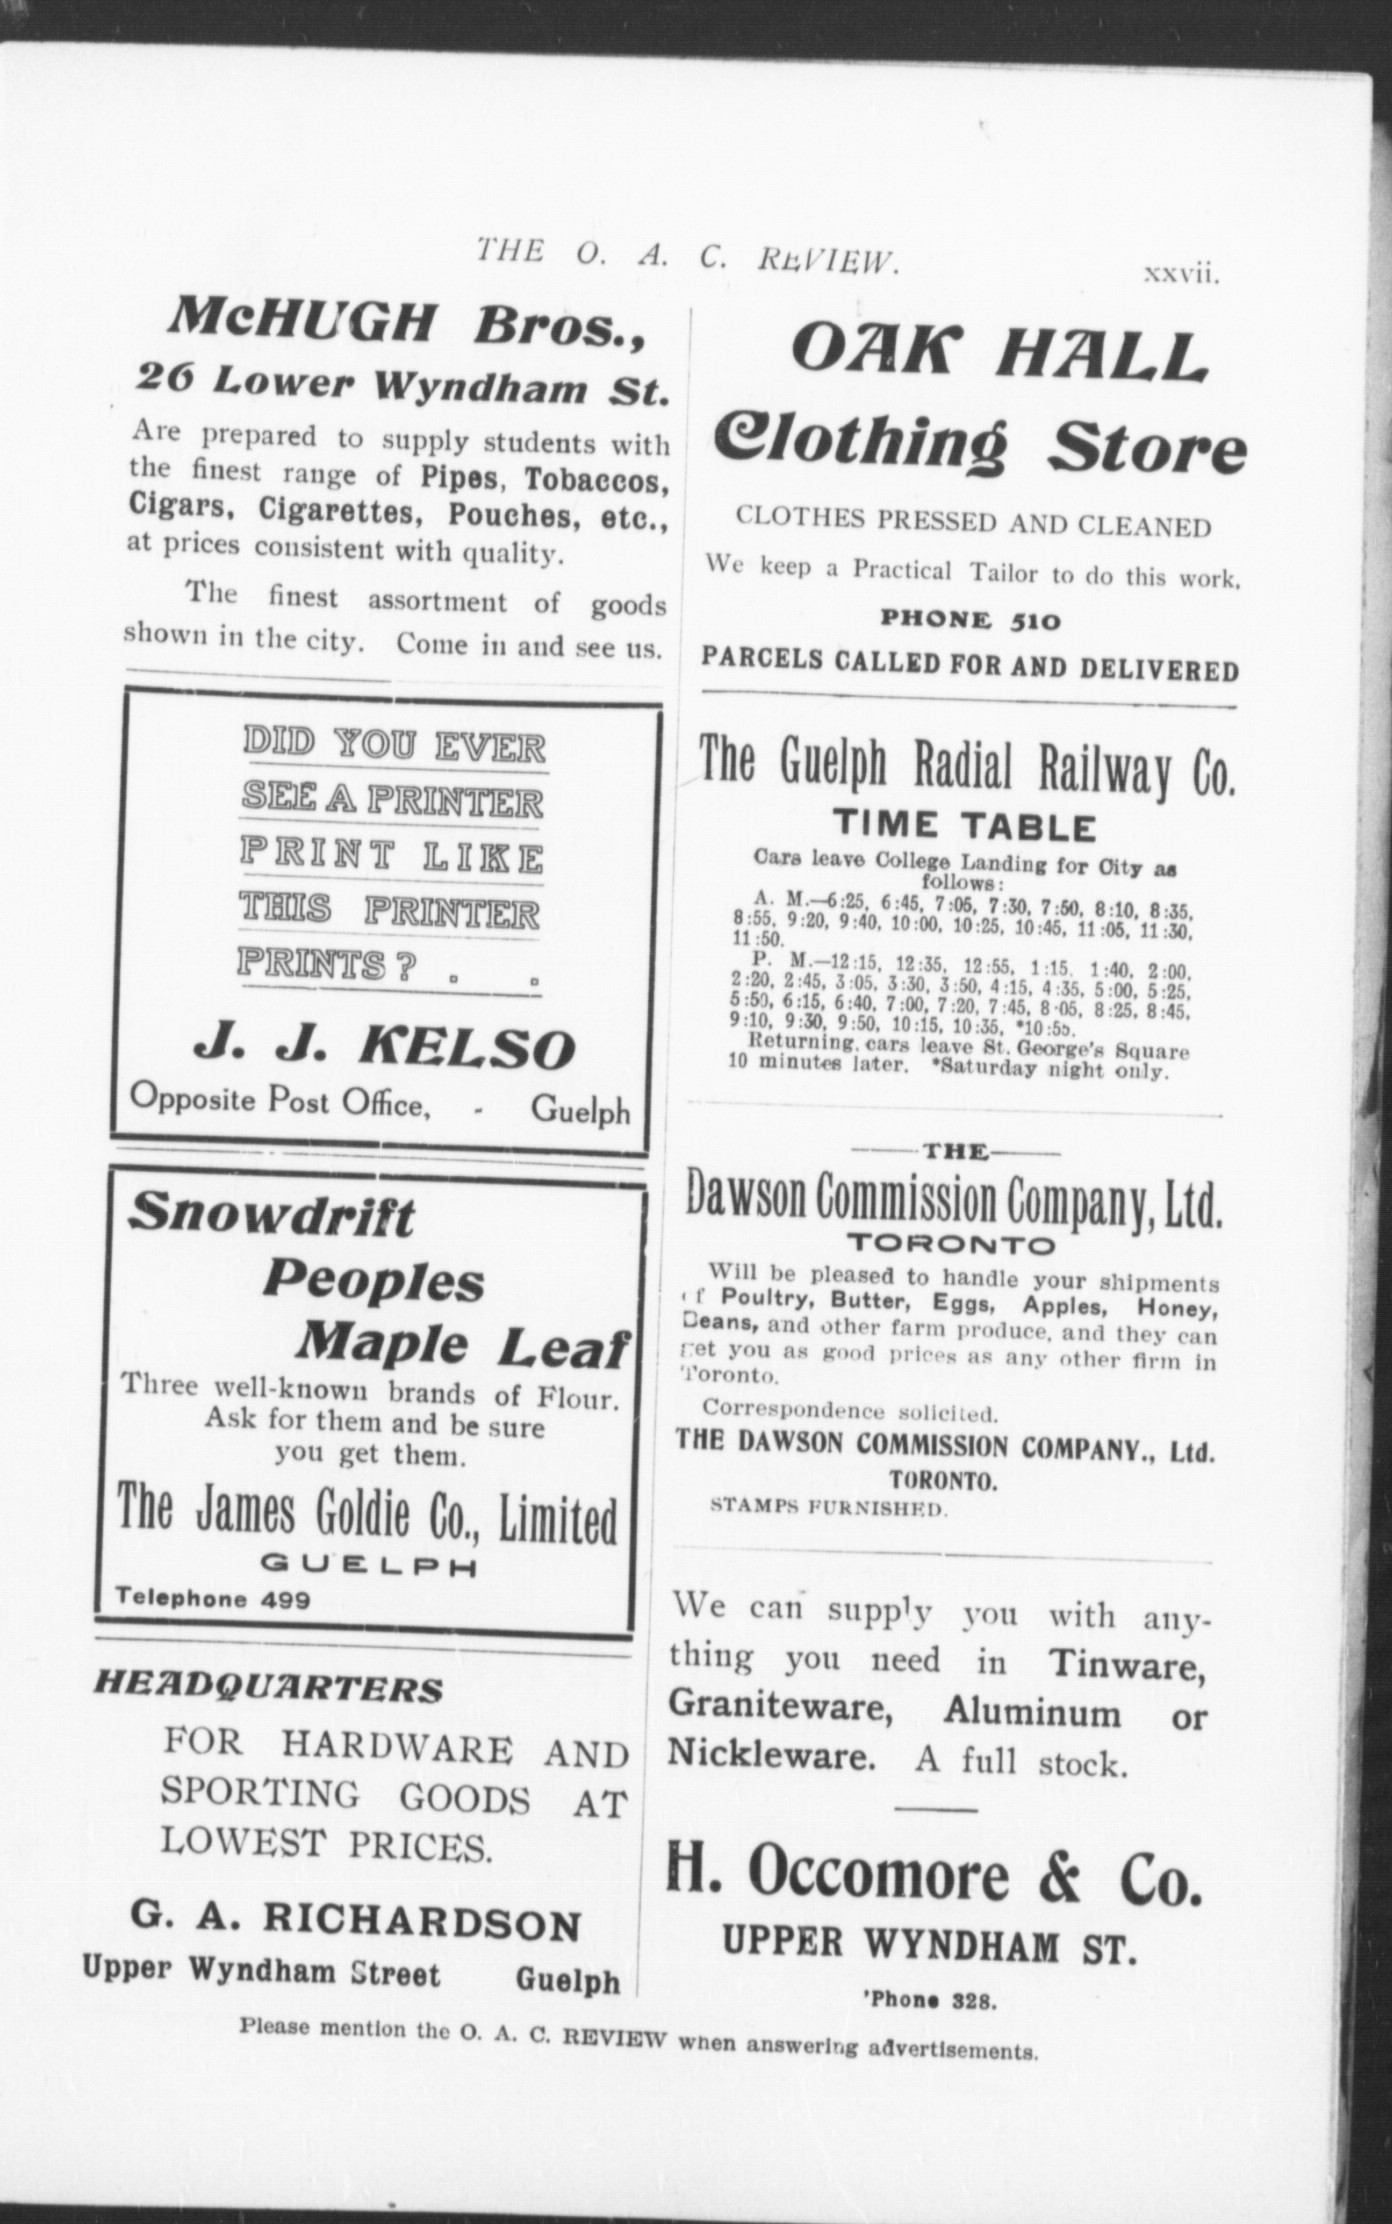 THE O. A. C. REVIEW.
xxvii.
McHUGH Bros.,
26 Lower Wyndham St.
Are prepared to supply students with
the finest range of Pipes, Tobaccos,
Cigars, Cigarettes, Pouches, etc.,
at prices consistent with quality.
The finest assortment of goods
shown in the city. Come in and see us.
DID YOU EVER
SEE A PRINTER
PRINT LIKE
THIS PRINTER
PRINTS? . .
J. J. KELSO
Opposite Post Office, - Guelph
Snowdrift
Peoples
Maple Leaf
Three well-known brands of Flour.
Ask for them and be sure
you get them.
The James Goldie Co., Limited
GUELPH
Telephone 499
HEADQUARTERS
FOR HARDWARE AND
SPORTING GOODS AT
LOWEST PRICES.
G. A. RICHARDSON
Upper Wyndham Street Guelph
OAK HALL
Clothing Store
CLOTHES PRESSED AND CLEANED
We keep a Practical Tailor to do this work.
PHONE 510
PARCELS CALLED FOR AND DELIVERED
The Guelph Radial Railway Co.
TIME TABLE
Cars leave College Landing for City as
follows:
A. M.—6:25, 6:45, 7:05, 7:30, 7:50, 8:10, 8:35,
8:55, 9:20, 9:40, 10:00, 10:25, 10:45, 11:05, 11:30,
11:50.
P. M.—12:15, 12:35, 12:55, 1:15, 1:40, 2:00,
2:20, 2:45, 3:05, 3:30, 3:50, 4:15, 4:35, 5:00, 5:25,
5:50, 6:15, 6:40, 7:00, 7:20, 7:45, 8:05, 8:25, 8:45,
9:10, 9:30, 9:50, 10:15, 10:35, *10:55.
Returning, cars leave St. George's Square
10 minutes later. *Saturday night only.
THE
Dawson Commission Company, Ltd.
TORONTO
Will be pleased to handle your shipments
of Poultry, Butter, Eggs, Apples, Honey,
Beans, and other farm produce, and they can
get you as good prices as any other firm in
Toronto.
Correspondence solicited.
THE DAWSON COMMISSION COMPANY., Ltd.
TORONTO.
STAMPS FURNISHED.
We can supply you with any-
thing you need in Tinware,
Graniteware, Aluminum or
Nickleware. A full stock.
H. Occomore & Co.
UPPER WYNDHAM ST.
'Phone 328.
Please mention the O. A. C. REVIEW when answering advertisements.